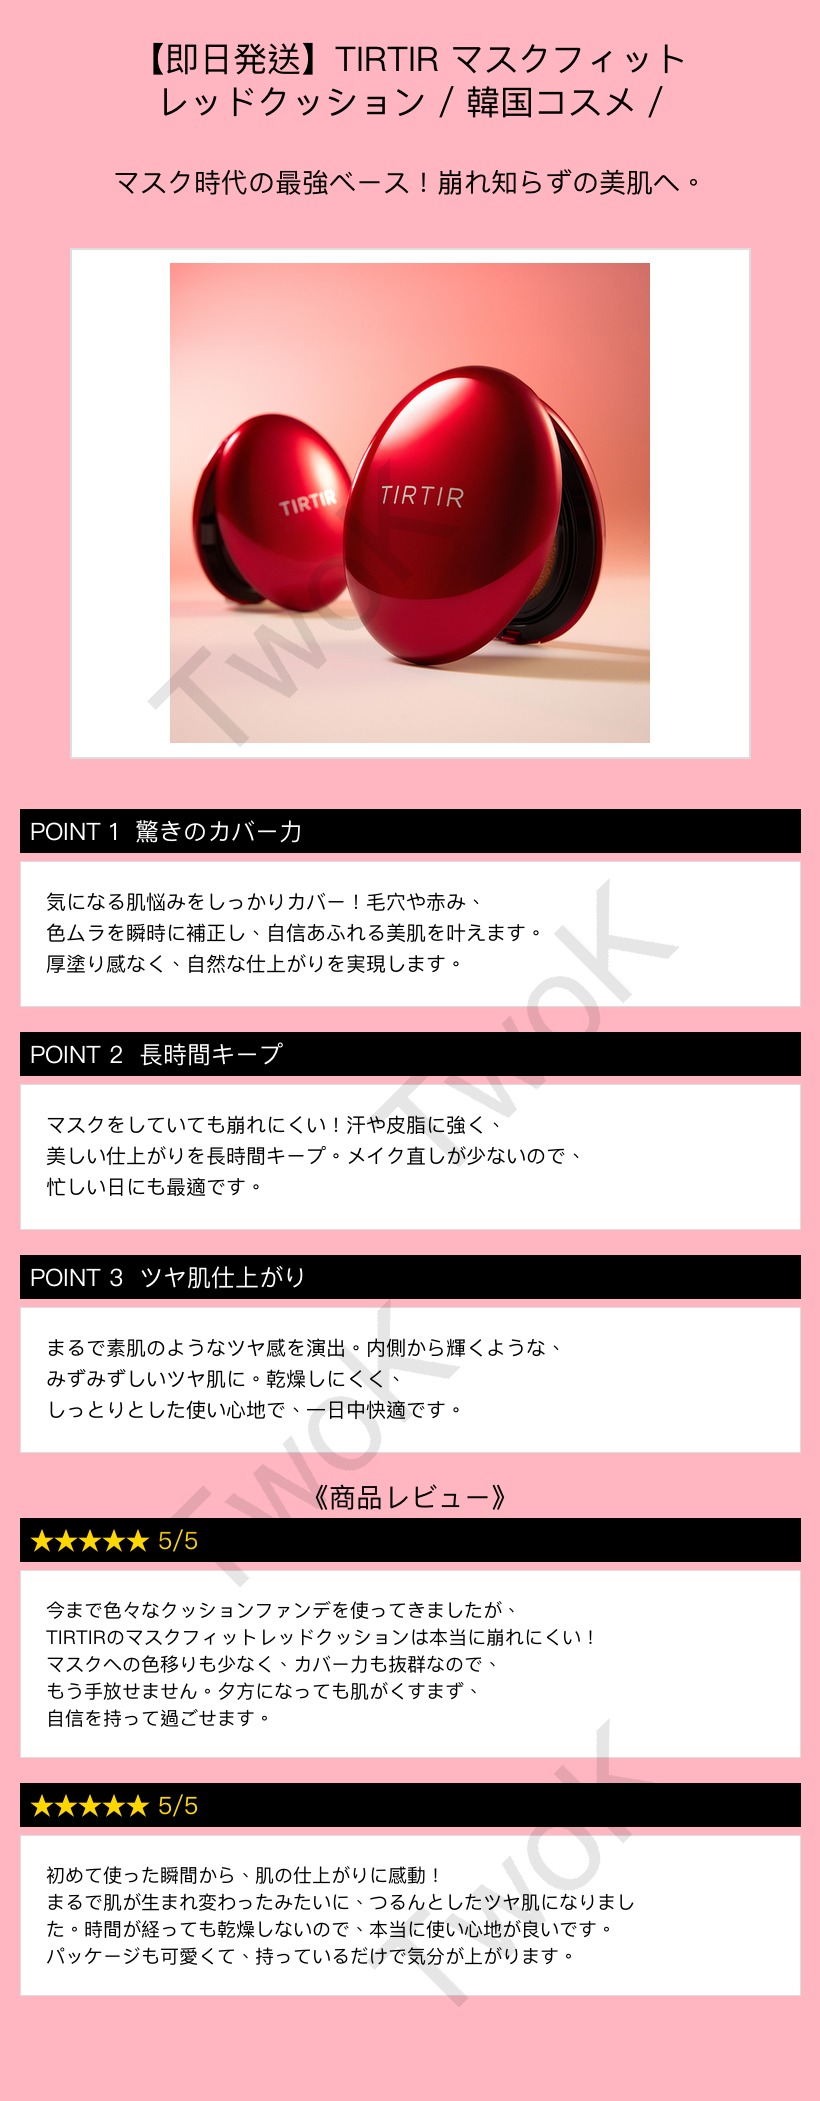 【即日発送】TIRTIR マスクフィット
レッドクッション / 韓国コスメ /
マスク時代の最強ベース！崩れ知らずの美肌へ。
TIRTIR
TIRTIR
TwoK
POINT 1 驚きのカバー力
気になる肌悩みをしっかりカバー！毛穴や赤み、
色ムラを瞬時に補正し、自信あふれる美肌を叶えます。
厚塗り感なく、自然な仕上がりを実現します。
TwoK
POINT 2 長時間キープ
マスクをしていても崩れにくい！汗や皮脂に強く、
美しい仕上がりを長時間キープ。メイク直しが少ないので、
忙しい日にも最適です。
POINT 3 ツヤ肌仕上がり
まるで素肌のようなツヤ感を演出。内側から輝くような、
みずみずしいツヤ肌に。乾燥しにくく、
しっとりとした使い心地で、一日中快適です。
TwoK
《商品レビュー》
★★★★★ 5/5
今まで色々なクッションファンデを使ってきましたが、
TIRTIRのマスクフィットレッドクッションは本当に崩れにくい！
マスクへの色移りも少なく、カバー力も抜群なので、
もう手放せません。夕方になっても肌がくすまず、
自信を持って過ごせます。
TwoK
★★★★★ 5/5
初めて使った瞬間から、肌の仕上がりに感動！
まるで肌が生まれ変わったみたいに、つるんとしたツヤ肌になりまし
た。時間が経っても乾燥しないので、本当に使い心地が良いです。
パッケージも可愛くて、持っているだけで気分が上がります。